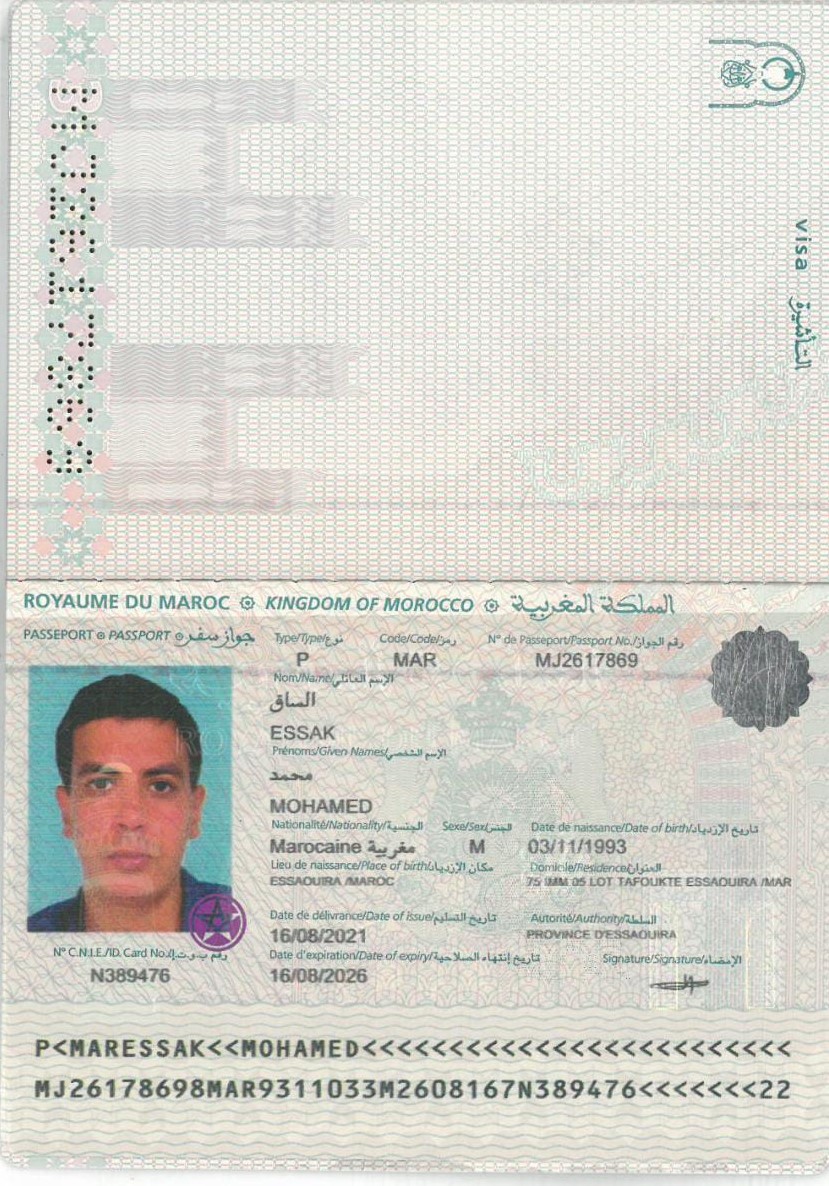 visa التأشيرة
ROYAUME DU MAROC KINGDOM OF MOROCCO المملكة المغربية
PASSEPORT PASSPORT جواز سفر
Type/Type/نوع Code/Code/رمز N° de Passeport/Passport No./رقم الجواز
P MAR MJ2617869
Nom/Name/الإسم العائلي
الساق
ESSAK
Prénoms/Given Names/الإسم الشخصي
محمد
MOHAMED
Nationalité/Nationality/الجنسية Sexe/Sex/الجنس Date de naissance/Date of birth/تاريخ الإزدياد
Marocaine مغربية M 03/11/1993
Lieu de naissance/Place of birth/مكان الإزدياد Domicile/Residence/العنوان
ESSAOUIRA /MAROC 75 IMM 05 LOT TAFOUKTE ESSAOUIRA /MAR
Date de délivrance/Date of issue/تاريخ التسليم Autorité/Authority/السلطة
16/08/2021 PROVINCE D'ESSAOUIRA
N° C.N.I.E./ID. Card No./رقم ب.و.ت.إ. Date d'expiration/Date of expiry/تاريخ إنتهاء الصلاحية Signature/Signature/الإمضاء
N389476 16/08/2026
P<MARESSAK<<MOHAMED<<<<<<<<<<<<<<<<<<<<<<<<<
MJ26178698MAR9311033M2608167N389476<<<<<<<22